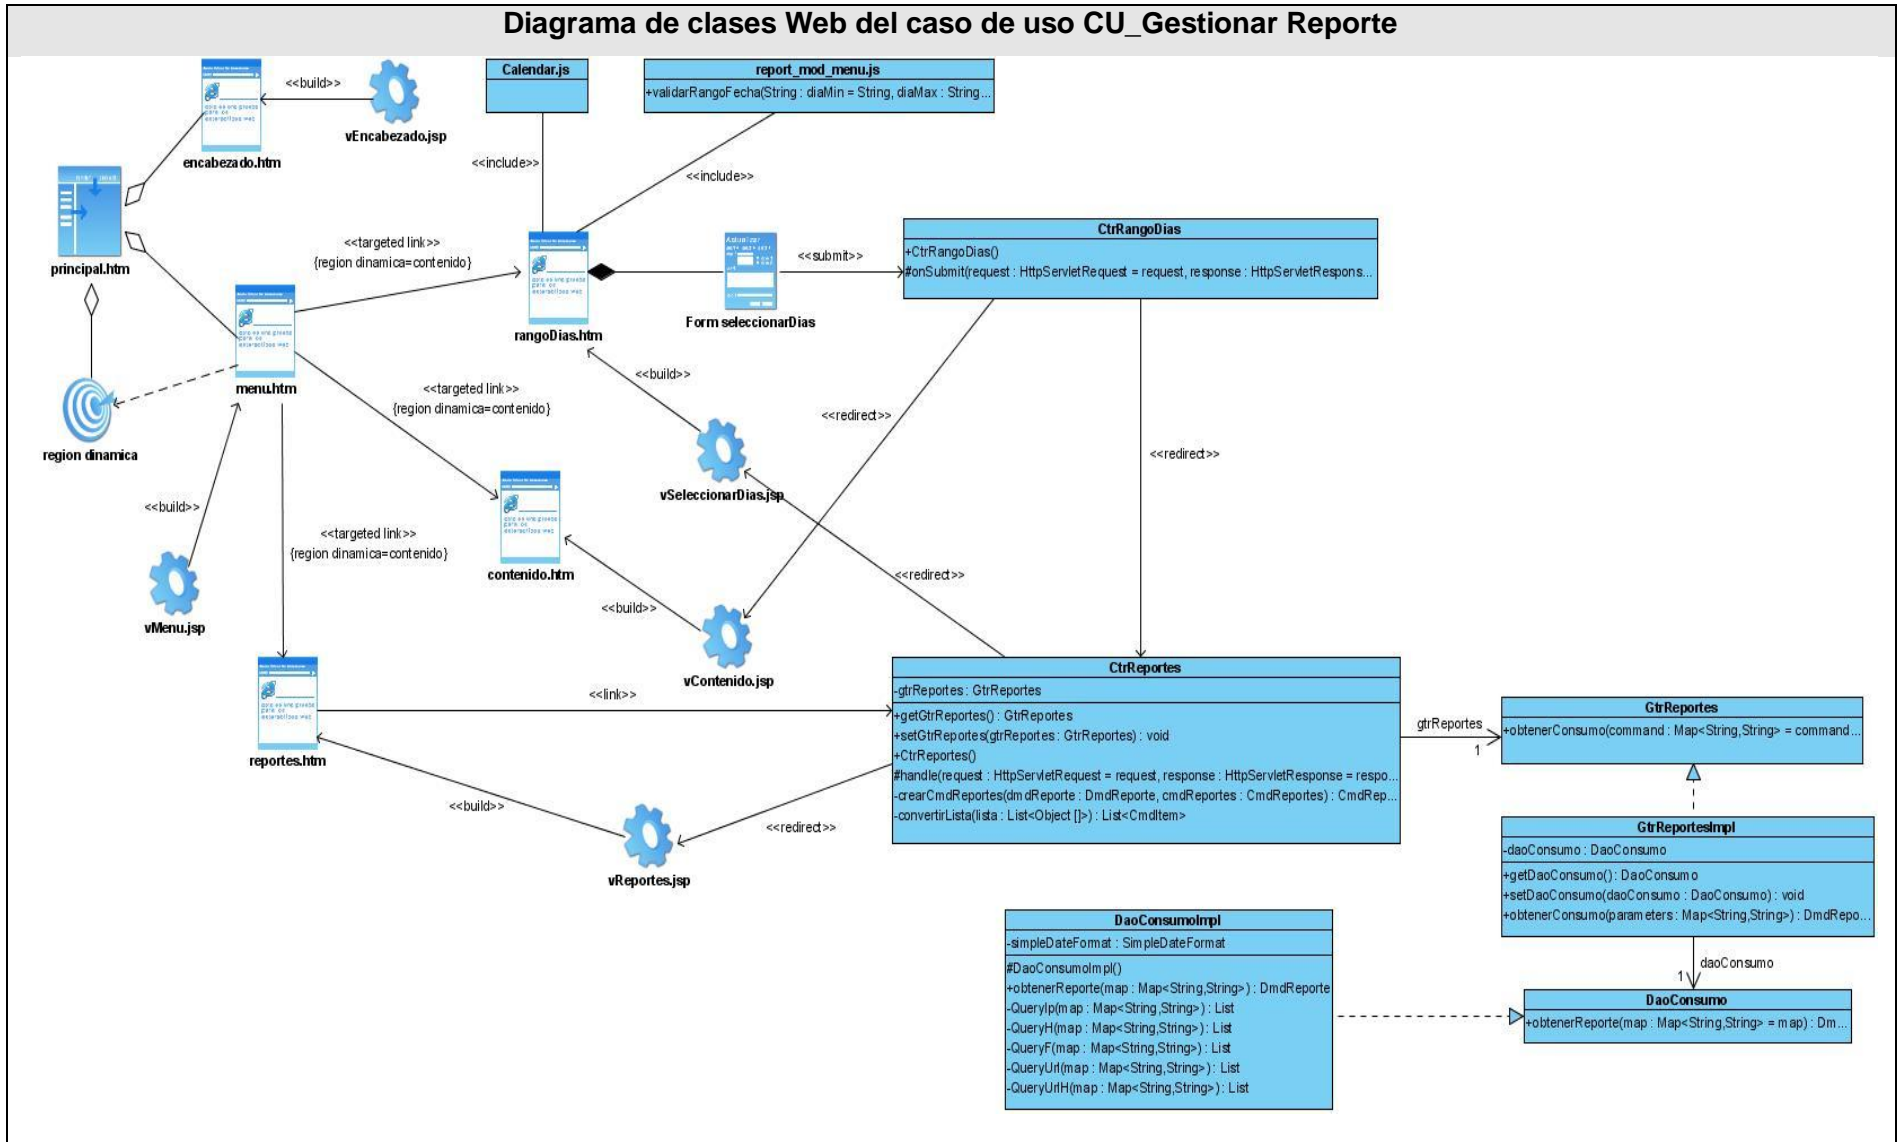 Diagrama de clases Web del caso de uso CU_Gestionar Reporte
<<build>>
vEncabezado.jsp
encabezado.htm
Calendar.js
report_mod_menu.js
+validarRangoFecha(String : diaMin = String, diaMax : String...
<<include>>
<<include>>
principal.htm
<<targeted link>>
{region dinamica=contenido}
rangoDias.htm
Form seleccionarDias
<<submit>>
CtrRangoDias
+CtrRangoDias()
#onSubmit(request : HttpServletRequest = request, response : HttpServletRespons...
menu.htm
region dinamica
<<targeted link>>
{region dinamica=contenido}
<<build>>
<<redirect>>
<<redirect>>
vSeleccionarDias.jsp
<<build>>
<<targeted link>>
{region dinamica=contenido}
contenido.htm
<<redirect>>
<<build>>
vMenu.jsp
vContenido.jsp
<<link>>
reportes.htm
CtrReportes
-gtrReportes : GtrReportes
+getGtrReportes() : GtrReportes
+setGtrReportes(gtrReportes : GtrReportes) : void
+CtrReportes()
#handle(request : HttpServletRequest = request, response : HttpServletResponse = respo...
-crearCmdReportes(dmdReporte : DmdReporte, cmdReportes : CmdReportes) : CmdRep...
-convertirLista(lista : List<Object []>) : List<CmdItem>
gtrReportes
1
GtrReportes
+obtenerConsumo(command : Map<String,String> = command...
<<build>>
<<redirect>>
vReportes.jsp
GtrReportesImpl
-daoConsumo : DaoConsumo
+getDaoConsumo() : DaoConsumo
+setDaoConsumo(daoConsumo : DaoConsumo) : void
+obtenerConsumo(parameters : Map<String,String>) : DmdRepo...
daoConsumo
1
DaoConsumoImpl
-simpleDateFormat : SimpleDateFormat
#DaoConsumoImpl()
+obtenerReporte(map : Map<String,String>) : DmdReporte
-QueryIp(map : Map<String,String>) : List
-QueryH(map : Map<String,String>) : List
-QueryF(map : Map<String,String>) : List
-QueryUrl(map : Map<String,String>) : List
-QueryUrlH(map : Map<String,String>) : List
DaoConsumo
+obtenerReporte(map : Map<String,String> = map) : Dm...